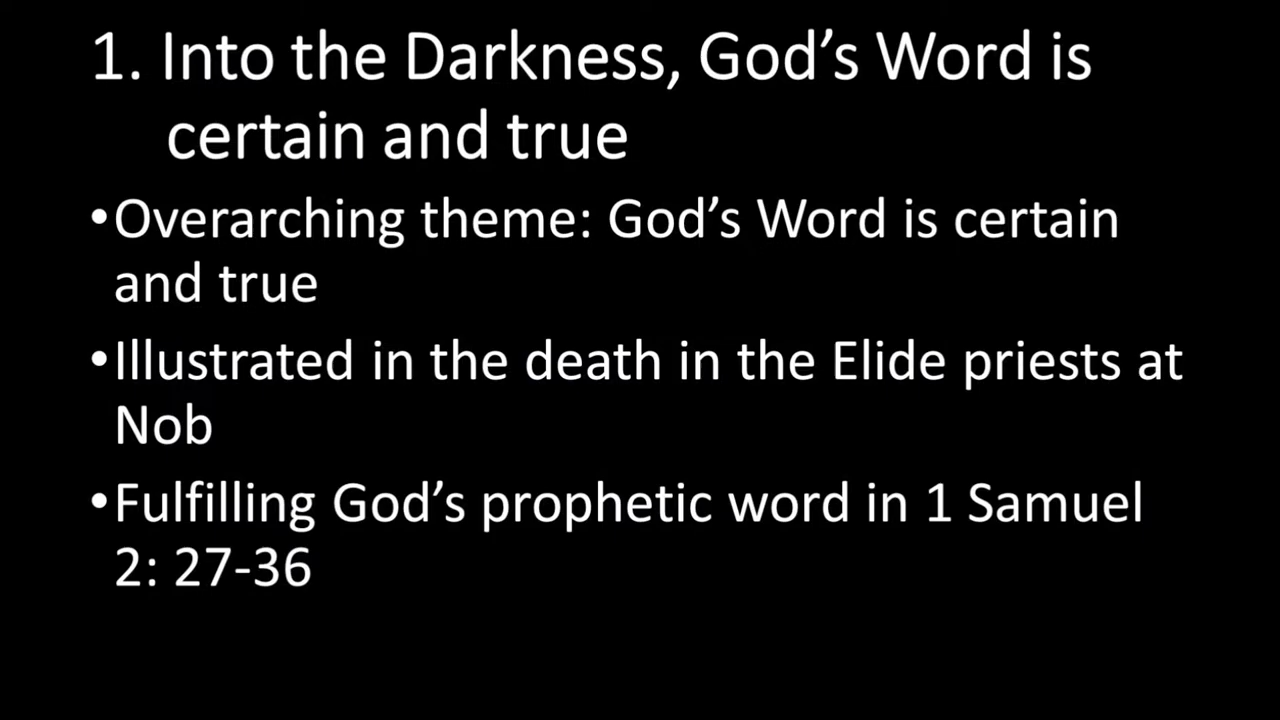 1. Into the Darkness, God’s Word is
certain and true
•Overarching theme: God’s Word is certain
and true
•Illustrated in the death in the Elide priests at
Nob
•Fulfilling God’s prophetic word in 1 Samuel
2: 27-36